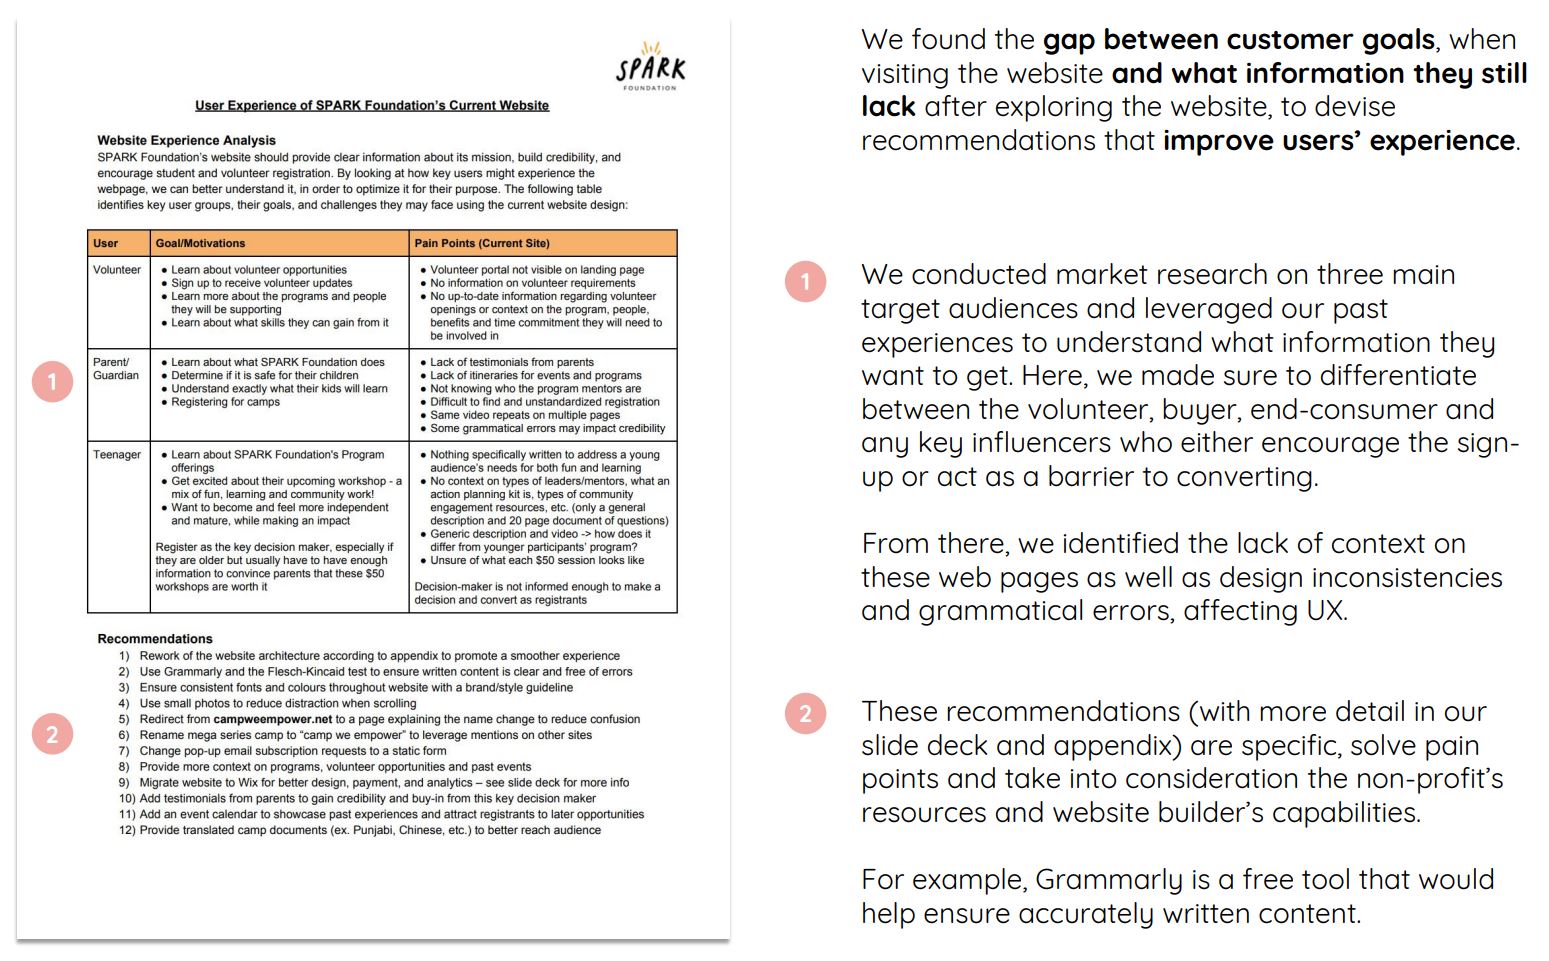 SPARK
FOUNDATION
User Experience of SPARK Foundation's Current Website
Website Experience Analysis
SPARK Foundation's website should provide clear information about its mission, build credibility, and
encourage student and volunteer registration. By looking at how key users might experience the
webpage, we can better understand it, in order to optimize it for their purpose. The following table
identifies key user groups, their goals, and challenges they may face using the current website design:
User
Goal/Motivations
Pain Points (Current Site)
Volunteer
● Learn about volunteer opportunities
● Sign up to receive volunteer updates
● Learn more about the programs and people
they will be supporting
● Learn about what skills they can gain from it
● Volunteer portal not visible on landing page
● No information on volunteer requirements
● No up-to-date information regarding volunteer
openings or context on the program, people,
benefits and time commitment they will need to
be involved in
1
Parent/
Guardian
● Learn about what SPARK Foundation does
● Determine if it is safe for their children
● Understand exactly what their kids will learn
● Registering for camps
● Lack of testimonials from parents
● Lack of itineraries for events and programs
● Not knowing who the program mentors are
● Difficult to find and unstandardized registration
● Same video repeats on multiple pages
● Some grammatical errors may impact credibility
Teenager
● Learn about SPARK Foundation's Program
offerings
● Get excited about their upcoming workshop - a
mix of fun, learning and community work!
● Want to become and feel more independent
and mature, while making an impact
Register as the key decision maker, especially if
they are older but usually have to have enough
information to convince parents that these $50
workshops are worth it
● Nothing specifically written to address a young
audience's needs for both fun and learning
● No context on types of leaders/mentors, what an
action planning kit is, types of community
engagement resources, etc. (only a general
description and 20 page document of questions)
● Generic description and video -> how does it
differ from younger participants' program?
● Unsure of what each $50 session looks like
Decision-maker is not informed enough to make a
decision and convert as registrants
Recommendations
1) Rework of the website architecture according to appendix to promote a smoother experience
2) Use Grammarly and the Flesch-Kincaid test to ensure written content is clear and free of errors
3) Ensure consistent fonts and colours throughout website with a brand/style guideline
4) Use small photos to reduce distraction when scrolling
5) Redirect from campweempower.net to a page explaining the name change to reduce confusion
6) Rename mega series camp to "camp we empower" to leverage mentions on other sites
7) Change pop-up email subscription requests to a static form
8) Provide more context on programs, volunteer opportunities and past events
9) Migrate website to Wix for better design, payment, and analytics – see slide deck for more info
10) Add testimonials from parents to gain credibility and buy-in from this key decision maker
11) Add an event calendar to showcase past experiences and attract registrants to later opportunities
12) Provide translated camp documents (ex. Punjabi, Chinese, etc.) to better reach audience
2
We found the gap between customer goals, when
visiting the website and what information they still
lack after exploring the website, to devise
recommendations that improve users' experience.
1
We conducted market research on three main
target audiences and leveraged our past
experiences to understand what information they
want to get. Here, we made sure to differentiate
between the volunteer, buyer, end-consumer and
any key influencers who either encourage the sign-
up or act as a barrier to converting.
From there, we identified the lack of context on
these web pages as well as design inconsistencies
and grammatical errors, affecting UX.
2
These recommendations (with more detail in our
slide deck and appendix) are specific, solve pain
points and take into consideration the non-profit's
resources and website builder's capabilities.
For example, Grammarly is a free tool that would
help ensure accurately written content.